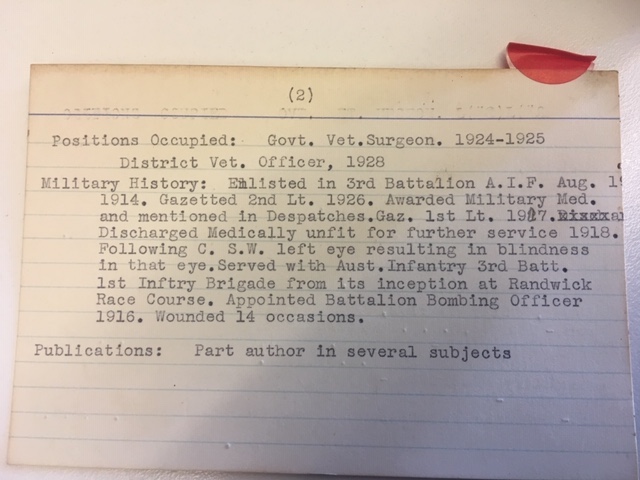 (2)
Positions Occupied: Govt. Vet.Surgeon. 1924-1925
District Vet. Officer, 1928
Military History: Enlisted in 3rd Battalion A.I.F. Aug.
1914. Gazetted 2nd Lt. 1926. Awarded Military Med.
and mentioned in Despatches.Gaz. 1st Lt. 1917.
Discharged Medically unfit for further service 1918.
Following C. S.W. left eye resulting in blindness
in that eye.Served with Aust.Infantry 3rd Batt.
1st Inftry Brigade from its inception at Randwick
Race Course. Appointed Battalion Bombing Officer
1916. Wounded 14 occasions.
Publications: Part author in several subjects